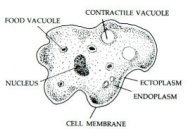 CONTRACTILE VACUOLE
FOOD VACUOLE
NUCLEUS
ECTOPLASM
ENDOPLASM
CELL MEMBRANE